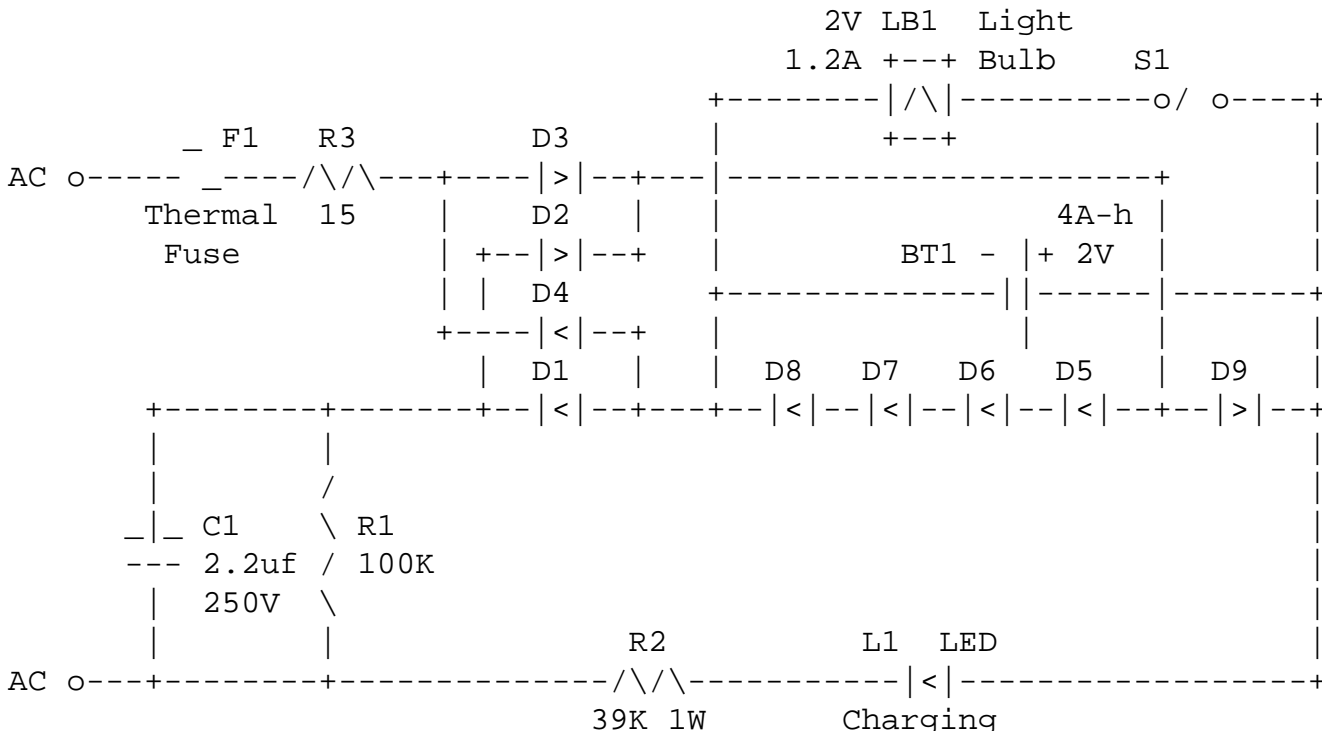 2V LB1 Light
1.2A +--+ Bulb S1
+--------|/\|----------o/ o----+
_ F1 R3 D3 | +--+ |
AC o----- _----/\/\---+----|>|--+---|----------------------+ |
Thermal 15 | D2 | | 4A-h | |
Fuse | +--|>|--+ | BT1 - |+ 2V | |
| | D4 +--------------||------|-------+
+----|<|--+ | | | |
| D1 | | D8 D7 D6 D5 | D9 |
+--------+-------+--|<|--+---+--|<|--|<|--|<|--|<|--+--|>|--+
| | |
| / |
_|_ C1 \ R1 |
--- 2.2uf / 100K |
| 250V \ |
| | R2 L1 LED |
AC o---+--------+-------------/\/\----------|<|-----------------+
39K 1W Charging